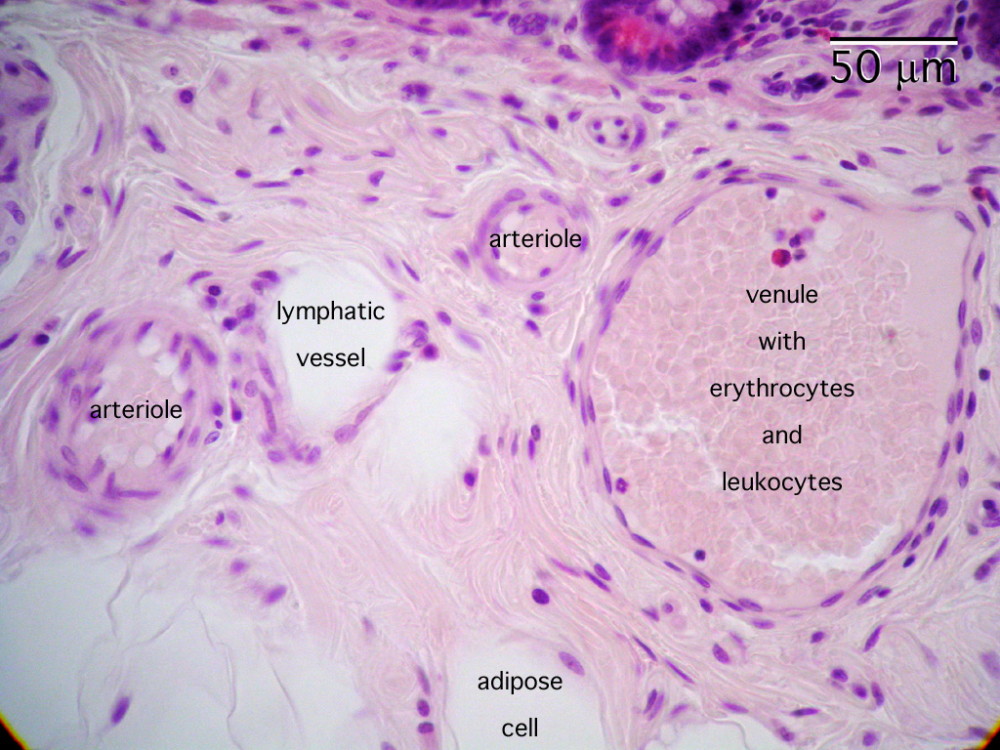 50 μm
arteriole
lymphatic
vessel
arteriole
venule
with
erythrocytes
and
leukocytes
adipose
cell